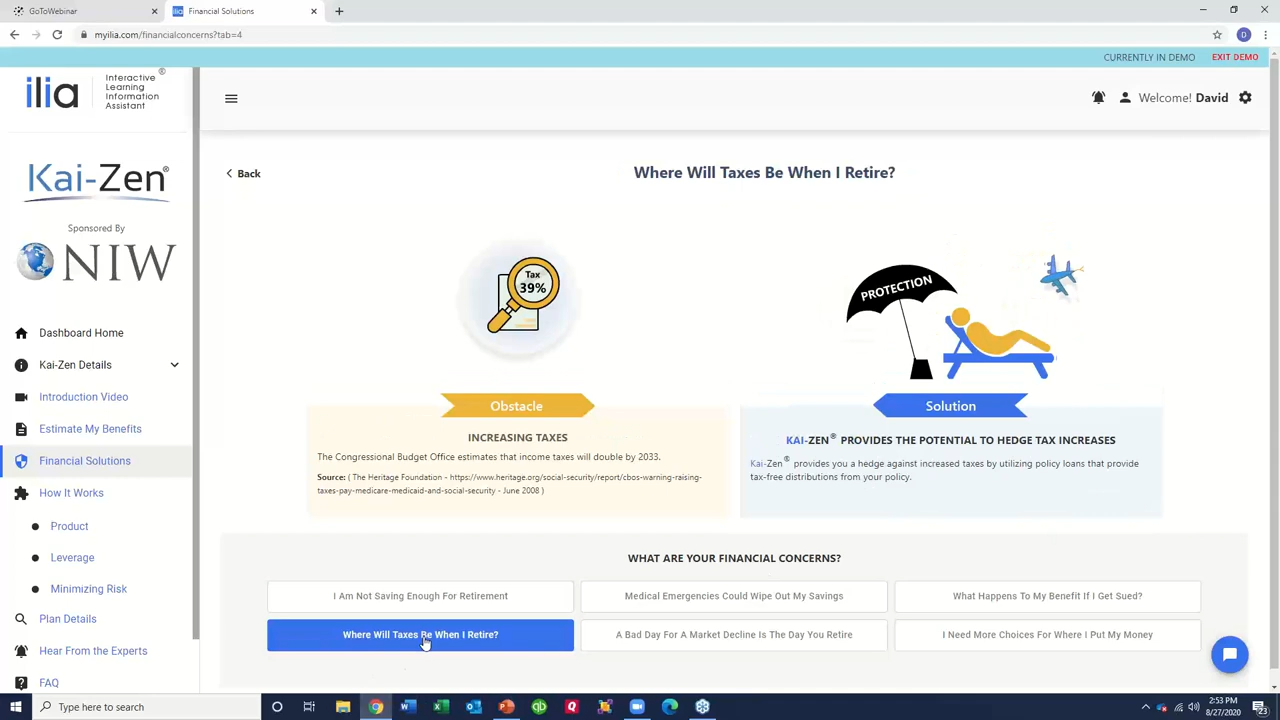 GoToWebinar
Financial Solutions
myilia.com/financialconcerns?tab=4
CURRENTLY IN DEMO
EXIT DEMO
ilia
Interactive
Learning
Information
Assistant
®
Welcome! David
Kai-Zen®
Sponsored By
NIW
Dashboard Home
Kai-Zen Details
Introduction Video
Estimate My Benefits
Financial Solutions
How It Works
Product
Leverage
Minimizing Risk
Plan Details
Hear From the Experts
FAQ
Back
Where Will Taxes Be When I Retire?
Tax
39%
Obstacle
INCREASING TAXES
The Congressional Budget Office estimates that income taxes will double by 2033.
Source: ( The Heritage Foundation - https://www.heritage.org/social-security/report/cbos-warning-raising-
taxes-pay-medicare-medicaid-and-social-security - June 2008 )
PROTECTION
Solution
KAI-ZEN® PROVIDES THE POTENTIAL TO HEDGE TAX INCREASES
Kai-Zen® provides you a hedge against increased taxes by utilizing policy loans that provide
tax-free distributions from your policy.
WHAT ARE YOUR FINANCIAL CONCERNS?
I Am Not Saving Enough For Retirement
Medical Emergencies Could Wipe Out My Savings
What Happens To My Benefit If I Get Sued?
Where Will Taxes Be When I Retire?
A Bad Day For A Market Decline Is The Day You Retire
I Need More Choices For Where I Put My Money
Type here to search
2:53 PM
8/27/2020
23